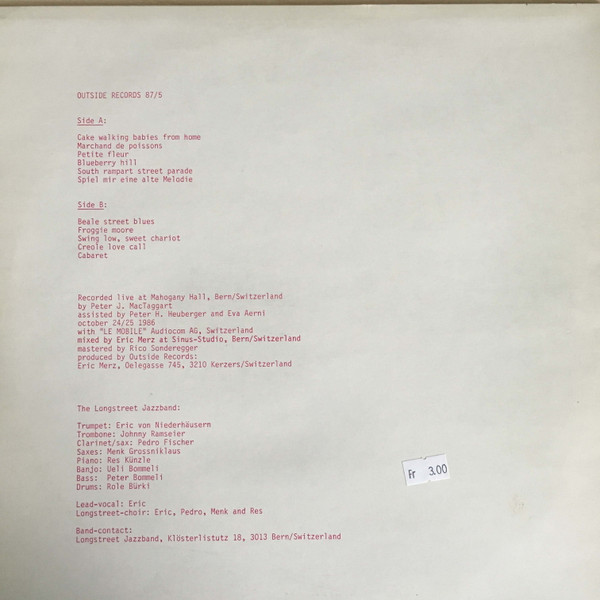 OUTSIDE RECORDS 87/5
Side A:
Cake walking babies from home
Marchand de poissons
Petite fleur
Blueberry hill
South rampart street parade
Spiel mir eine alte Melodie
Side B:
Beale street blues
Froggie moore
Swing low, sweet chariot
Creole love call
Cabaret
Recorded live at Mahogany Hall, Bern/Switzerland
by Peter J. MacTaggart
assisted by Peter H. Heuberger and Eva Aerni
october 24/25 1986
with "LE MOBILE" Audiocom AG, Switzerland
mixed by Eric Merz at Sinus-Studio, Bern/Switzerland
mastered by Rico Sonderegger
produced by Outside Records:
Eric Merz, Oelegasse 745, 3210 Kerzers/Switzerland
The Longstreet Jazzband:
Trumpet: Eric von Niederhäusern
Trombone: Johnny Ramseier
Clarinet/sax: Pedro Fischer
Saxes: Menk Grossniklaus
Piano: Res Künzle
Banjo: Ueli Bommeli
Bass: Peter Bommeli
Drums: Role Bürki
Fr 3.00
Lead-vocal: Eric
Longstreet-choir: Eric, Pedro, Menk and Res
Band-contact:
Longstreet Jazzband, Klösterlistutz 18, 3013 Bern/Switzerland